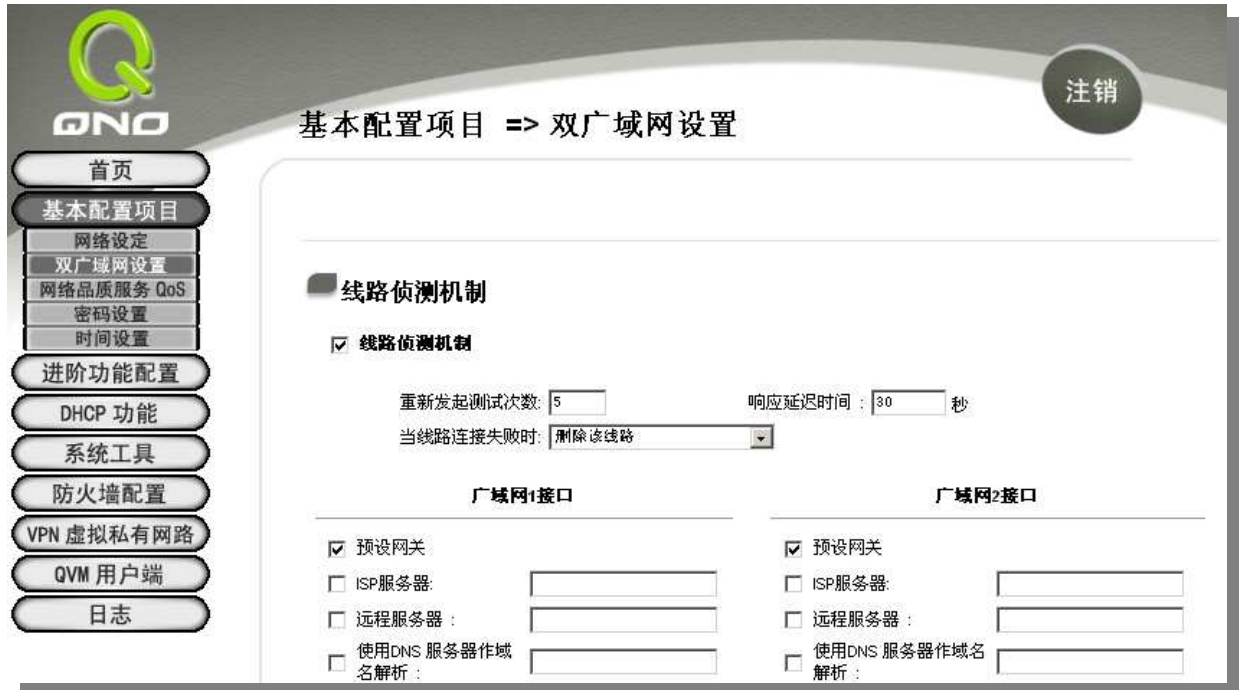 QNO
注销
基本配置项目 => 双广域网设置
首页
基本配置项目
网络设定
双广域网设置
网络品质服务 QoS
密码设置
时间设置
进阶功能配置
DHCP 功能
系统工具
防火墙配置
VPN 虚拟私有网路
QVM 用户端
日志
线路侦测机制
线路侦测机制
重新发起测试次数: 5 响应延迟时间 : 30 秒
当线路连接失败时: 删除该线路
广域网1接口 广域网2接口
预设网关 预设网关
ISP服务器: ISP服务器:
远程服务器 : 远程服务器 :
使用DNS 服务器作域 使用DNS 服务器作域名
名解析 : 解析 :